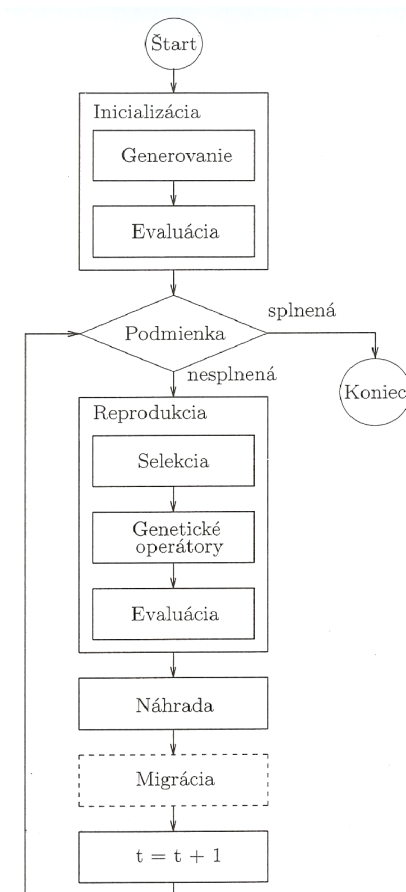 Štart
Inicializácia
Generovanie
Evaluácia
Podmienka
splnená
nesplnená
Koniec
Reprodukcia
Selekcia
Genetické
operátory
Evaluácia
Náhrada
Migrácia
t = t + 1